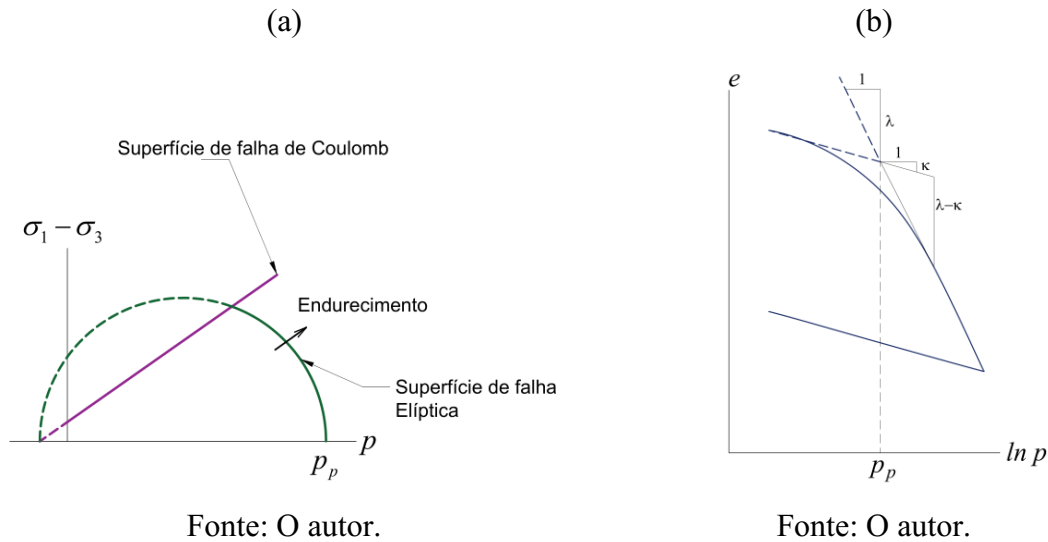 (a)
(b)
Superfície de falha de Coulomb
σ1 − σ3
Endurecimento
Superfície de falha
Elíptica
p
pp
e
1
λ
1
κ
λ−κ
ln p
pp
Fonte: O autor.
Fonte: O autor.